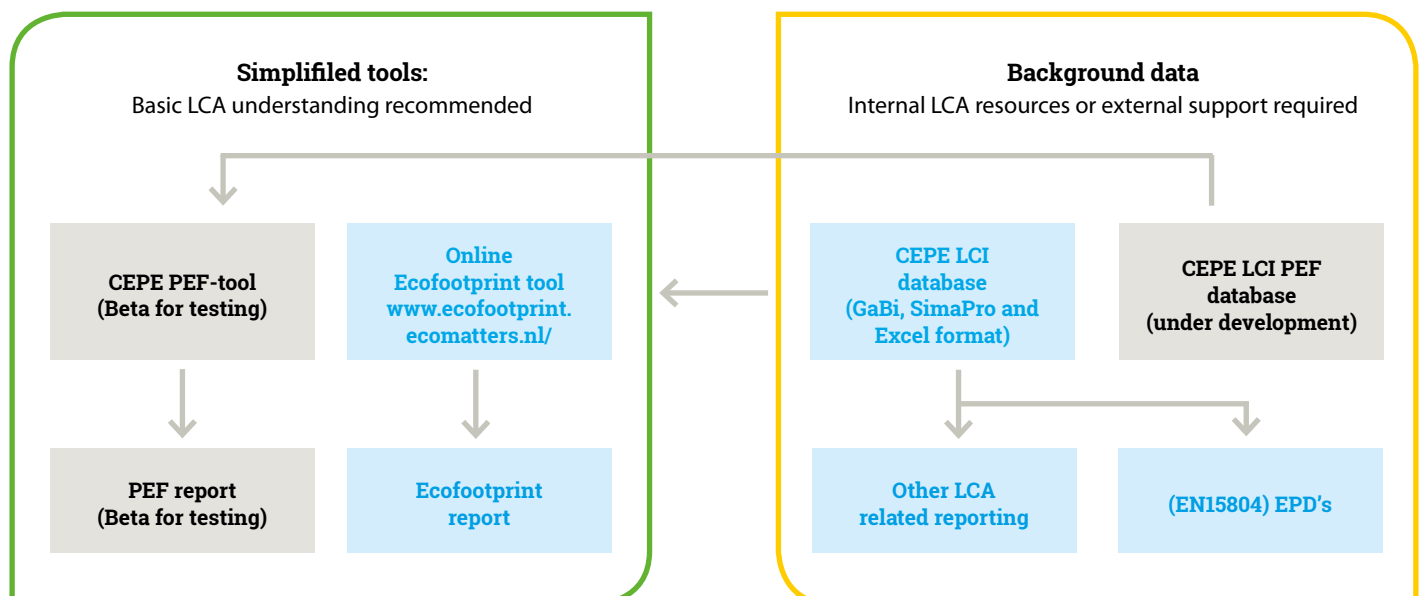 Simplifiled tools:
Basic LCA understanding recommended
CEPE PEF-tool
(Beta for testing)
Online
Ecofootprint tool
www.ecofootprint.
ecomatters.nl/
PEF report
(Beta for testing)
Ecofootprint
report
Background data
Internal LCA resources or external support required
CEPE LCI
database
(GaBi, SimaPro and
Excel format)
CEPE LCI PEF
database
(under development)
Other LCA
related reporting
(EN15804) EPD’s